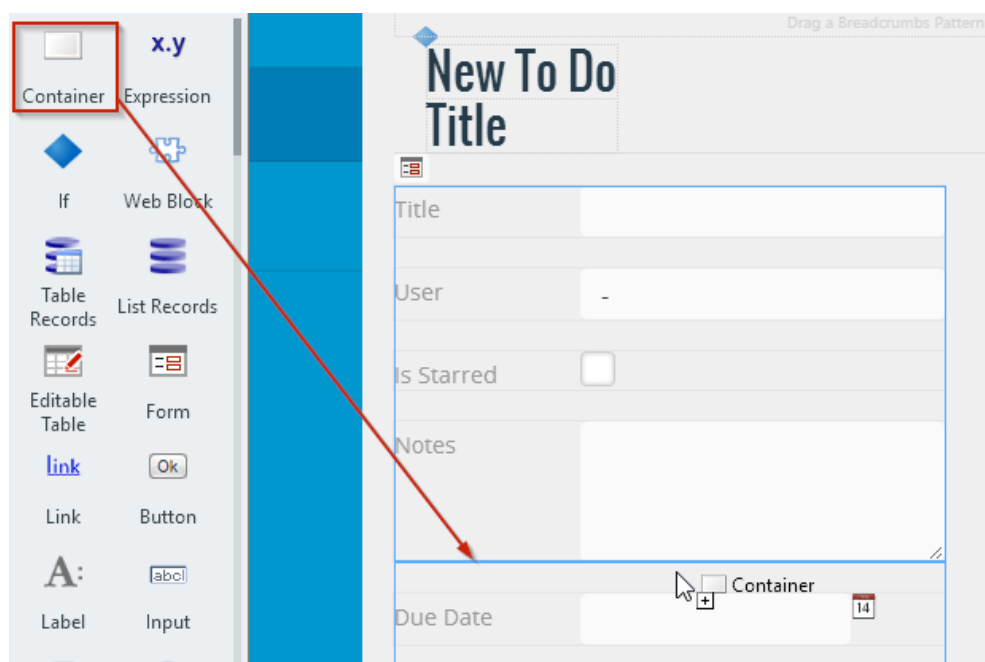 x.y
Container
Expression
If
Web Block
Table
Records
List Records
Editable
Table
Form
link
Ok
Link
Button
A:
abcl
Label
Input
Drag a Breadcrumbs Pattern
New To Do
Title
Title
User
-
Is Starred
Notes
Container
Due Date
14